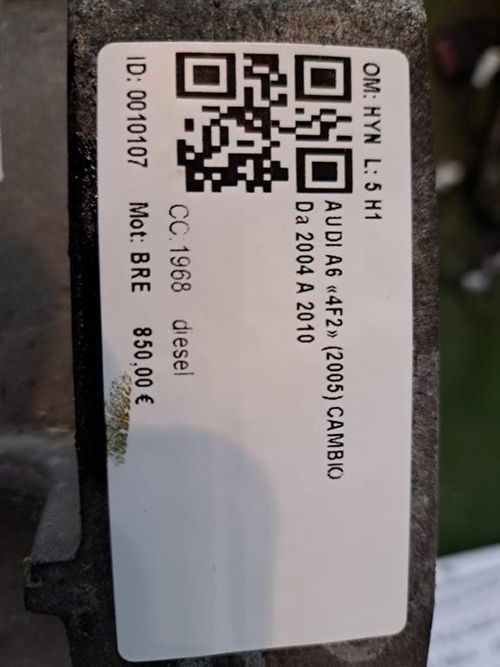 OM: HYN L: 5 H1
AUDI A6 «4F2» (2005) CAMBIO
Da 2004 A 2010
CC: 1968 diesel
ID: 0010107 Mot: BRE 850,00 €